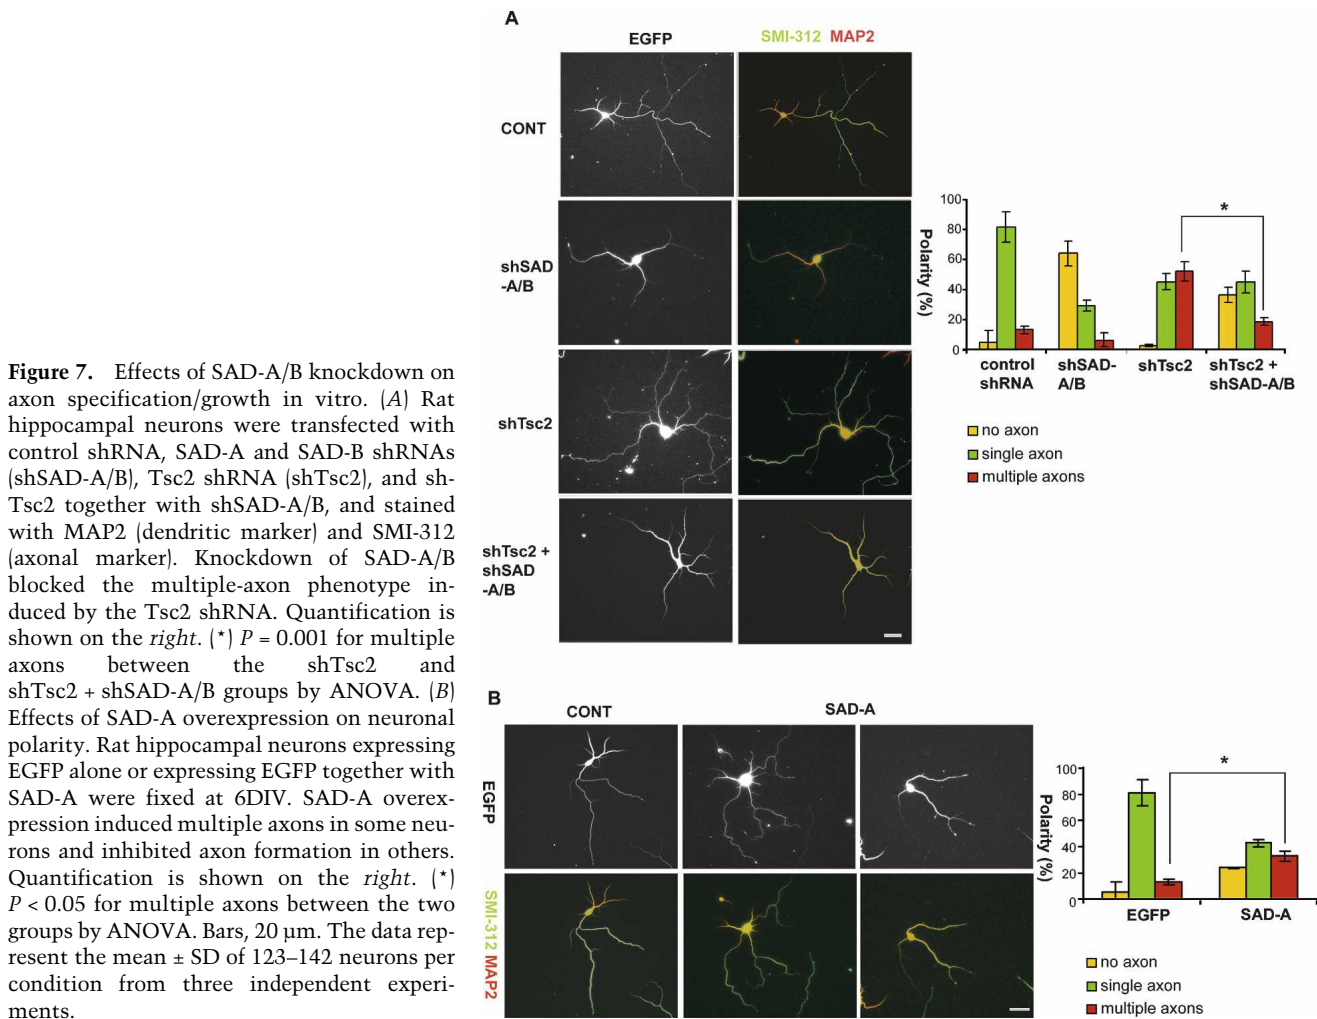 Figure 7. Effects of SAD-A/B knockdown on
axon specification/growth in vitro. (A) Rat
hippocampal neurons were transfected with
control shRNA, SAD-A and SAD-B shRNAs
(shSAD-A/B), Tsc2 shRNA (shTsc2), and sh-
Tsc2 together with shSAD-A/B, and stained
with MAP2 (dendritic marker) and SMI-312
(axonal marker). Knockdown of SAD-A/B
blocked the multiple-axon phenotype in-
duced by the Tsc2 shRNA. Quantification is
shown on the right. (*) P = 0.001 for multiple
axons between the shTsc2 and
shTsc2 + shSAD-A/B groups by ANOVA. (B)
Effects of SAD-A overexpression on neuronal
polarity. Rat hippocampal neurons expressing
EGFP alone or expressing EGFP together with
SAD-A were fixed at 6DIV. SAD-A overex-
pression induced multiple axons in some neu-
rons and inhibited axon formation in others.
Quantification is shown on the right. (*)
P < 0.05 for multiple axons between the two
groups by ANOVA. Bars, 20 µm. The data rep-
resent the mean ± SD of 123–142 neurons per
condition from three independent experi-
ments.
A
EGFP
SMI-312 MAP2
CONT
shSAD
-A/B
shTsc2
shTsc2 +
shSAD
-A/B
Polarity (%)
100
80
60
40
20
0
*
control
shRNA
shSAD-
A/B
shTsc2
shTsc2 +
shSAD-A/B
no axon
single axon
multiple axons
B
CONT
SAD-A
EGFP
SMI-312 MAP2
Polarity (%)
100
80
60
40
20
0
*
EGFP
SAD-A
no axon
single axon
multiple axons